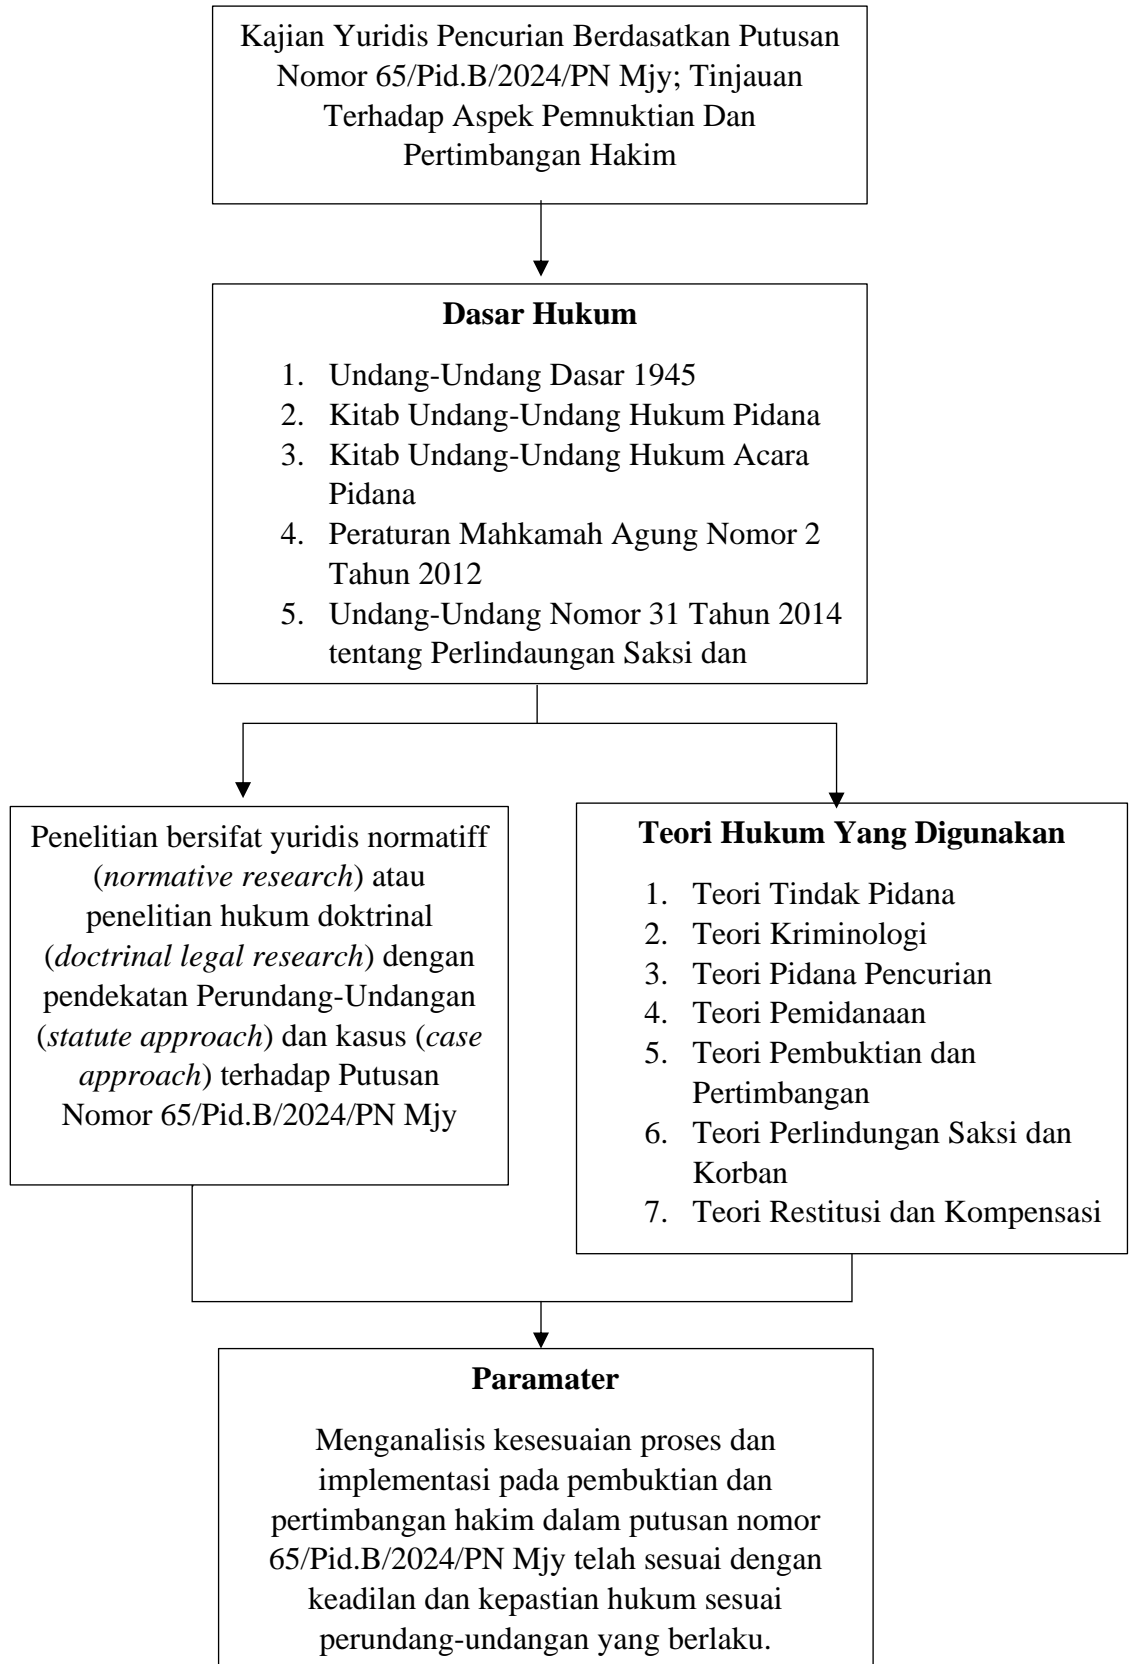 Kajian Yuridis Pencurian Berdasatkan Putusan
Nomor 65/Pid.B/2024/PN Mjy; Tinjauan
Terhadap Aspek Pemnuktian Dan
Pertimbangan Hakim
Dasar Hukum
1. Undang-Undang Dasar 1945
2. Kitab Undang-Undang Hukum Pidana
3. Kitab Undang-Undang Hukum Acara
Pidana
4. Peraturan Mahkamah Agung Nomor 2
Tahun 2012
5. Undang-Undang Nomor 31 Tahun 2014
tentang Perlindaungan Saksi dan
Penelitian bersifat yuridis normatiff
(normative research) atau
penelitian hukum doktrinal
(doctrinal legal research) dengan
pendekatan Perundang-Undangan
(statute approach) dan kasus (case
approach) terhadap Putusan
Nomor 65/Pid.B/2024/PN Mjy
Teori Hukum Yang Digunakan
1. Teori Tindak Pidana
2. Teori Kriminologi
3. Teori Pidana Pencurian
4. Teori Pemidanaan
5. Teori Pembuktian dan
Pertimbangan
6. Teori Perlindungan Saksi dan
Korban
7. Teori Restitusi dan Kompensasi
Paramater
Menganalisis kesesuaian proses dan
implementasi pada pembuktian dan
pertimbangan hakim dalam putusan nomor
65/Pid.B/2024/PN Mjy telah sesuai dengan
keadilan dan kepastian hukum sesuai
perundang-undangan yang berlaku.